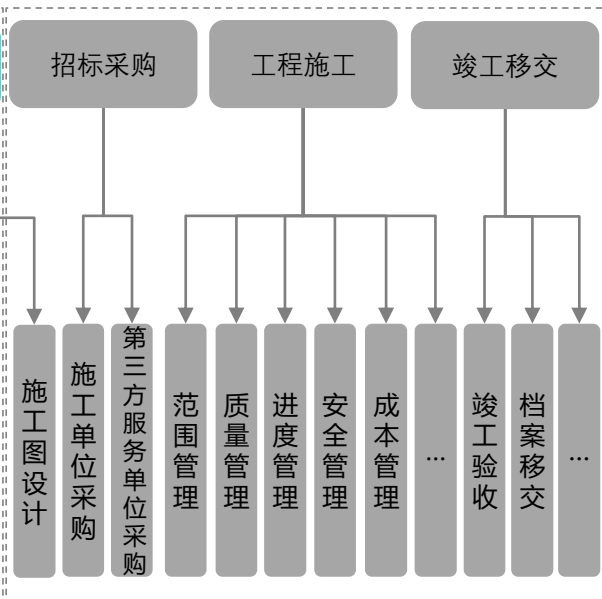 招标采购
工程施工
竣工移交
施工图设计
施工单位采购
第三方服务单位采购
范围管理
质量管理
进度管理
安全管理
成本管理
...
竣工验收
档案移交
...